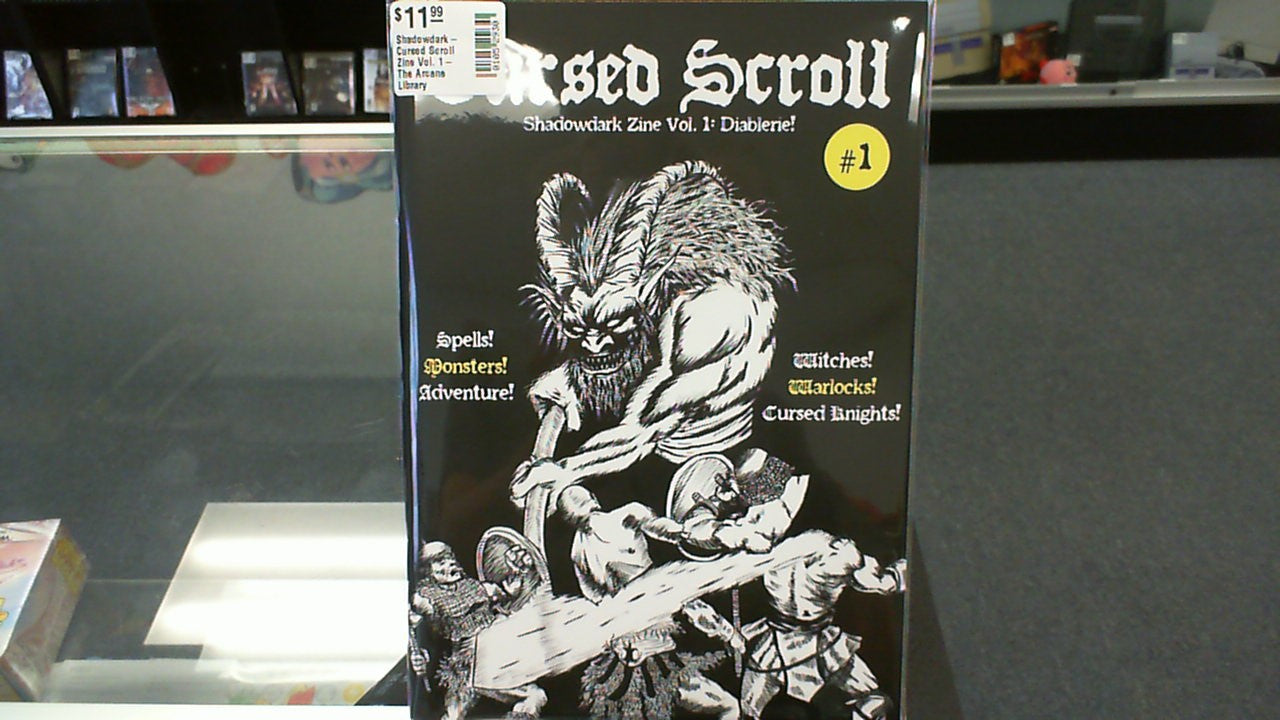 $11.99
Shadowdark –
Cursed Scroll
Zine Vol. 1 –
The Arcane
Library
Cursed Scroll
Shadowdark Zine Vol. 1: Diablerie!
#1
Spells!
Monsters!
Adventure!
Witches!
Warlocks!
Cursed Knights!